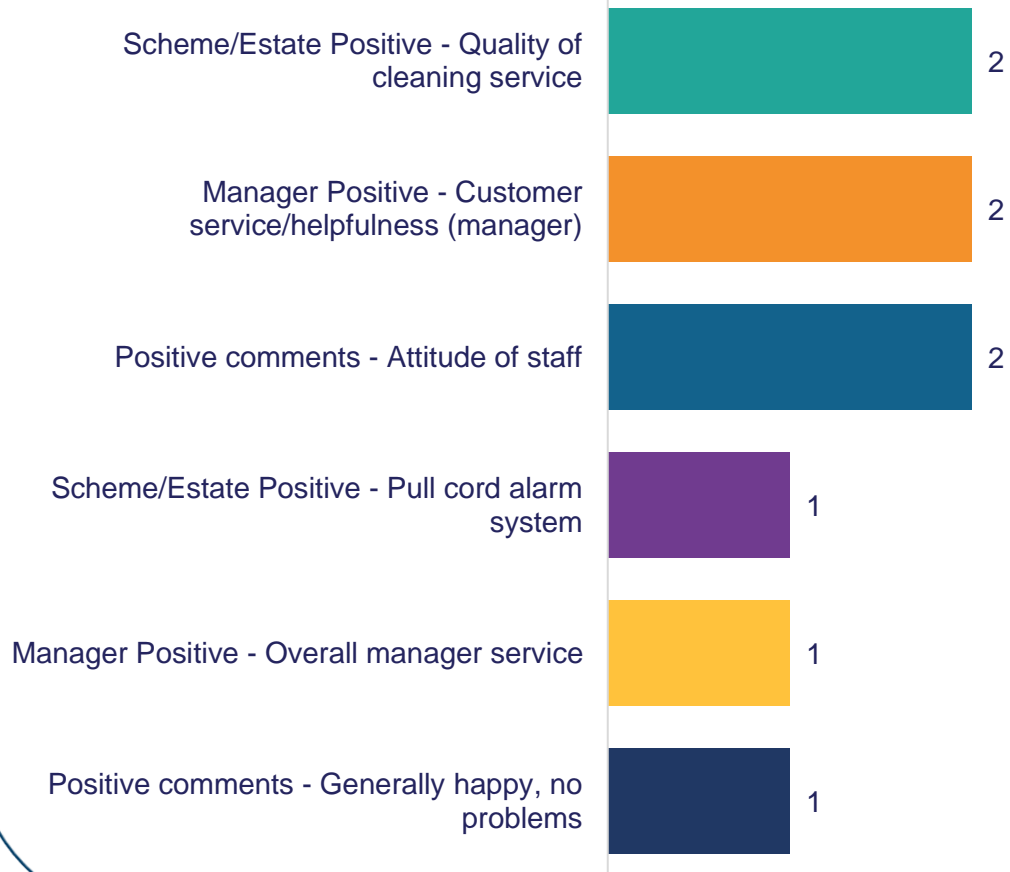 Scheme/Estate Positive - Quality of
cleaning service
2
Manager Positive - Customer
service/helpfulness (manager)
2
Positive comments - Attitude of staff
2
Scheme/Estate Positive - Pull cord alarm
system
1
Manager Positive - Overall manager service
1
Positive comments - Generally happy, no
problems
1